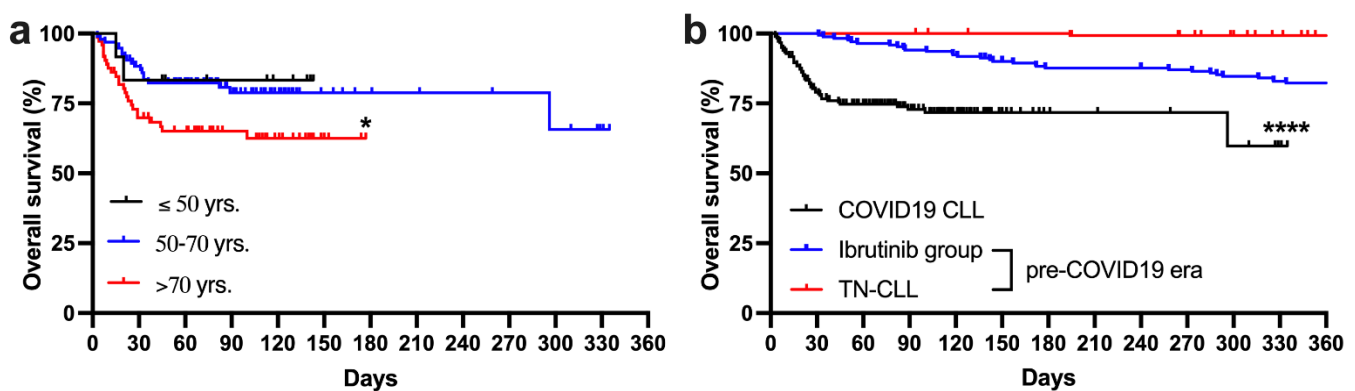 a
Overall survival (%)
100
75
50
25
0
*
≤ 50 yrs.
50-70 yrs.
>70 yrs.
0 30 60 90 120 150 180 210 240 270 300 330 360
Days
b
Overall survival (%)
100
75
50
25
0
****
COVID19 CLL
Ibrutinib group
TN-CLL
pre-COVID19 era
0 30 60 90 120 150 180 210 240 270 300 330 360
Days